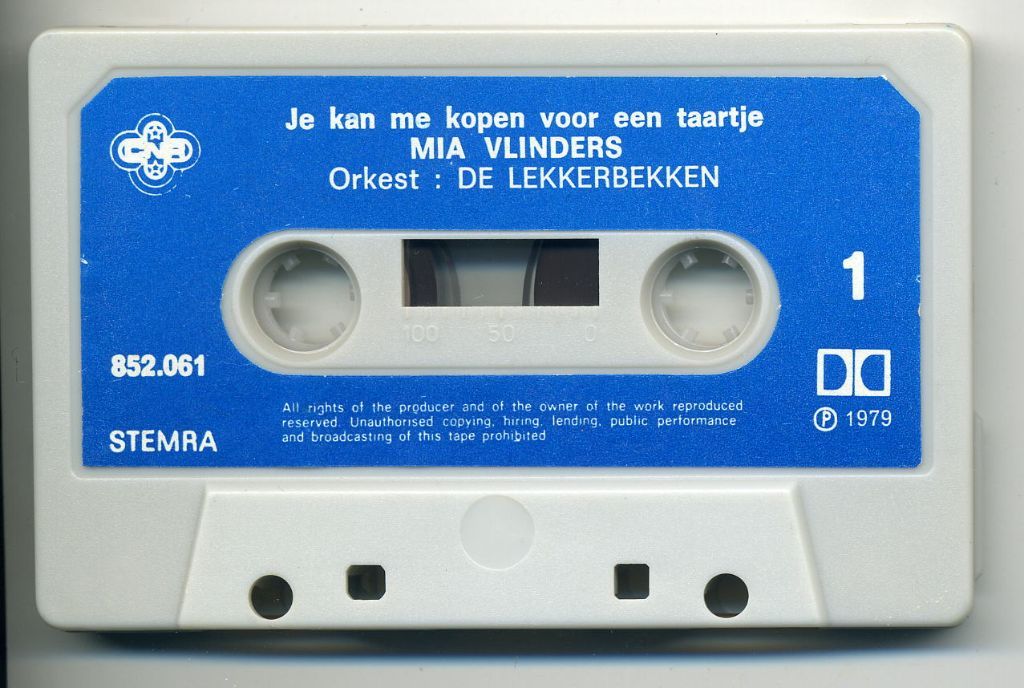 Je kan me kopen voor een taartje
MIA VLINDERS
Orkest : DE LEKKERBEKKEN
CNR
1
100 50 0
852.061
STEMRA
All rights of the producer and of the owner of the work reproduced
reserved. Unauthorised copying, hiring, lending, public performance
and broadcasting of this tape prohibited
Ⓟ 1979